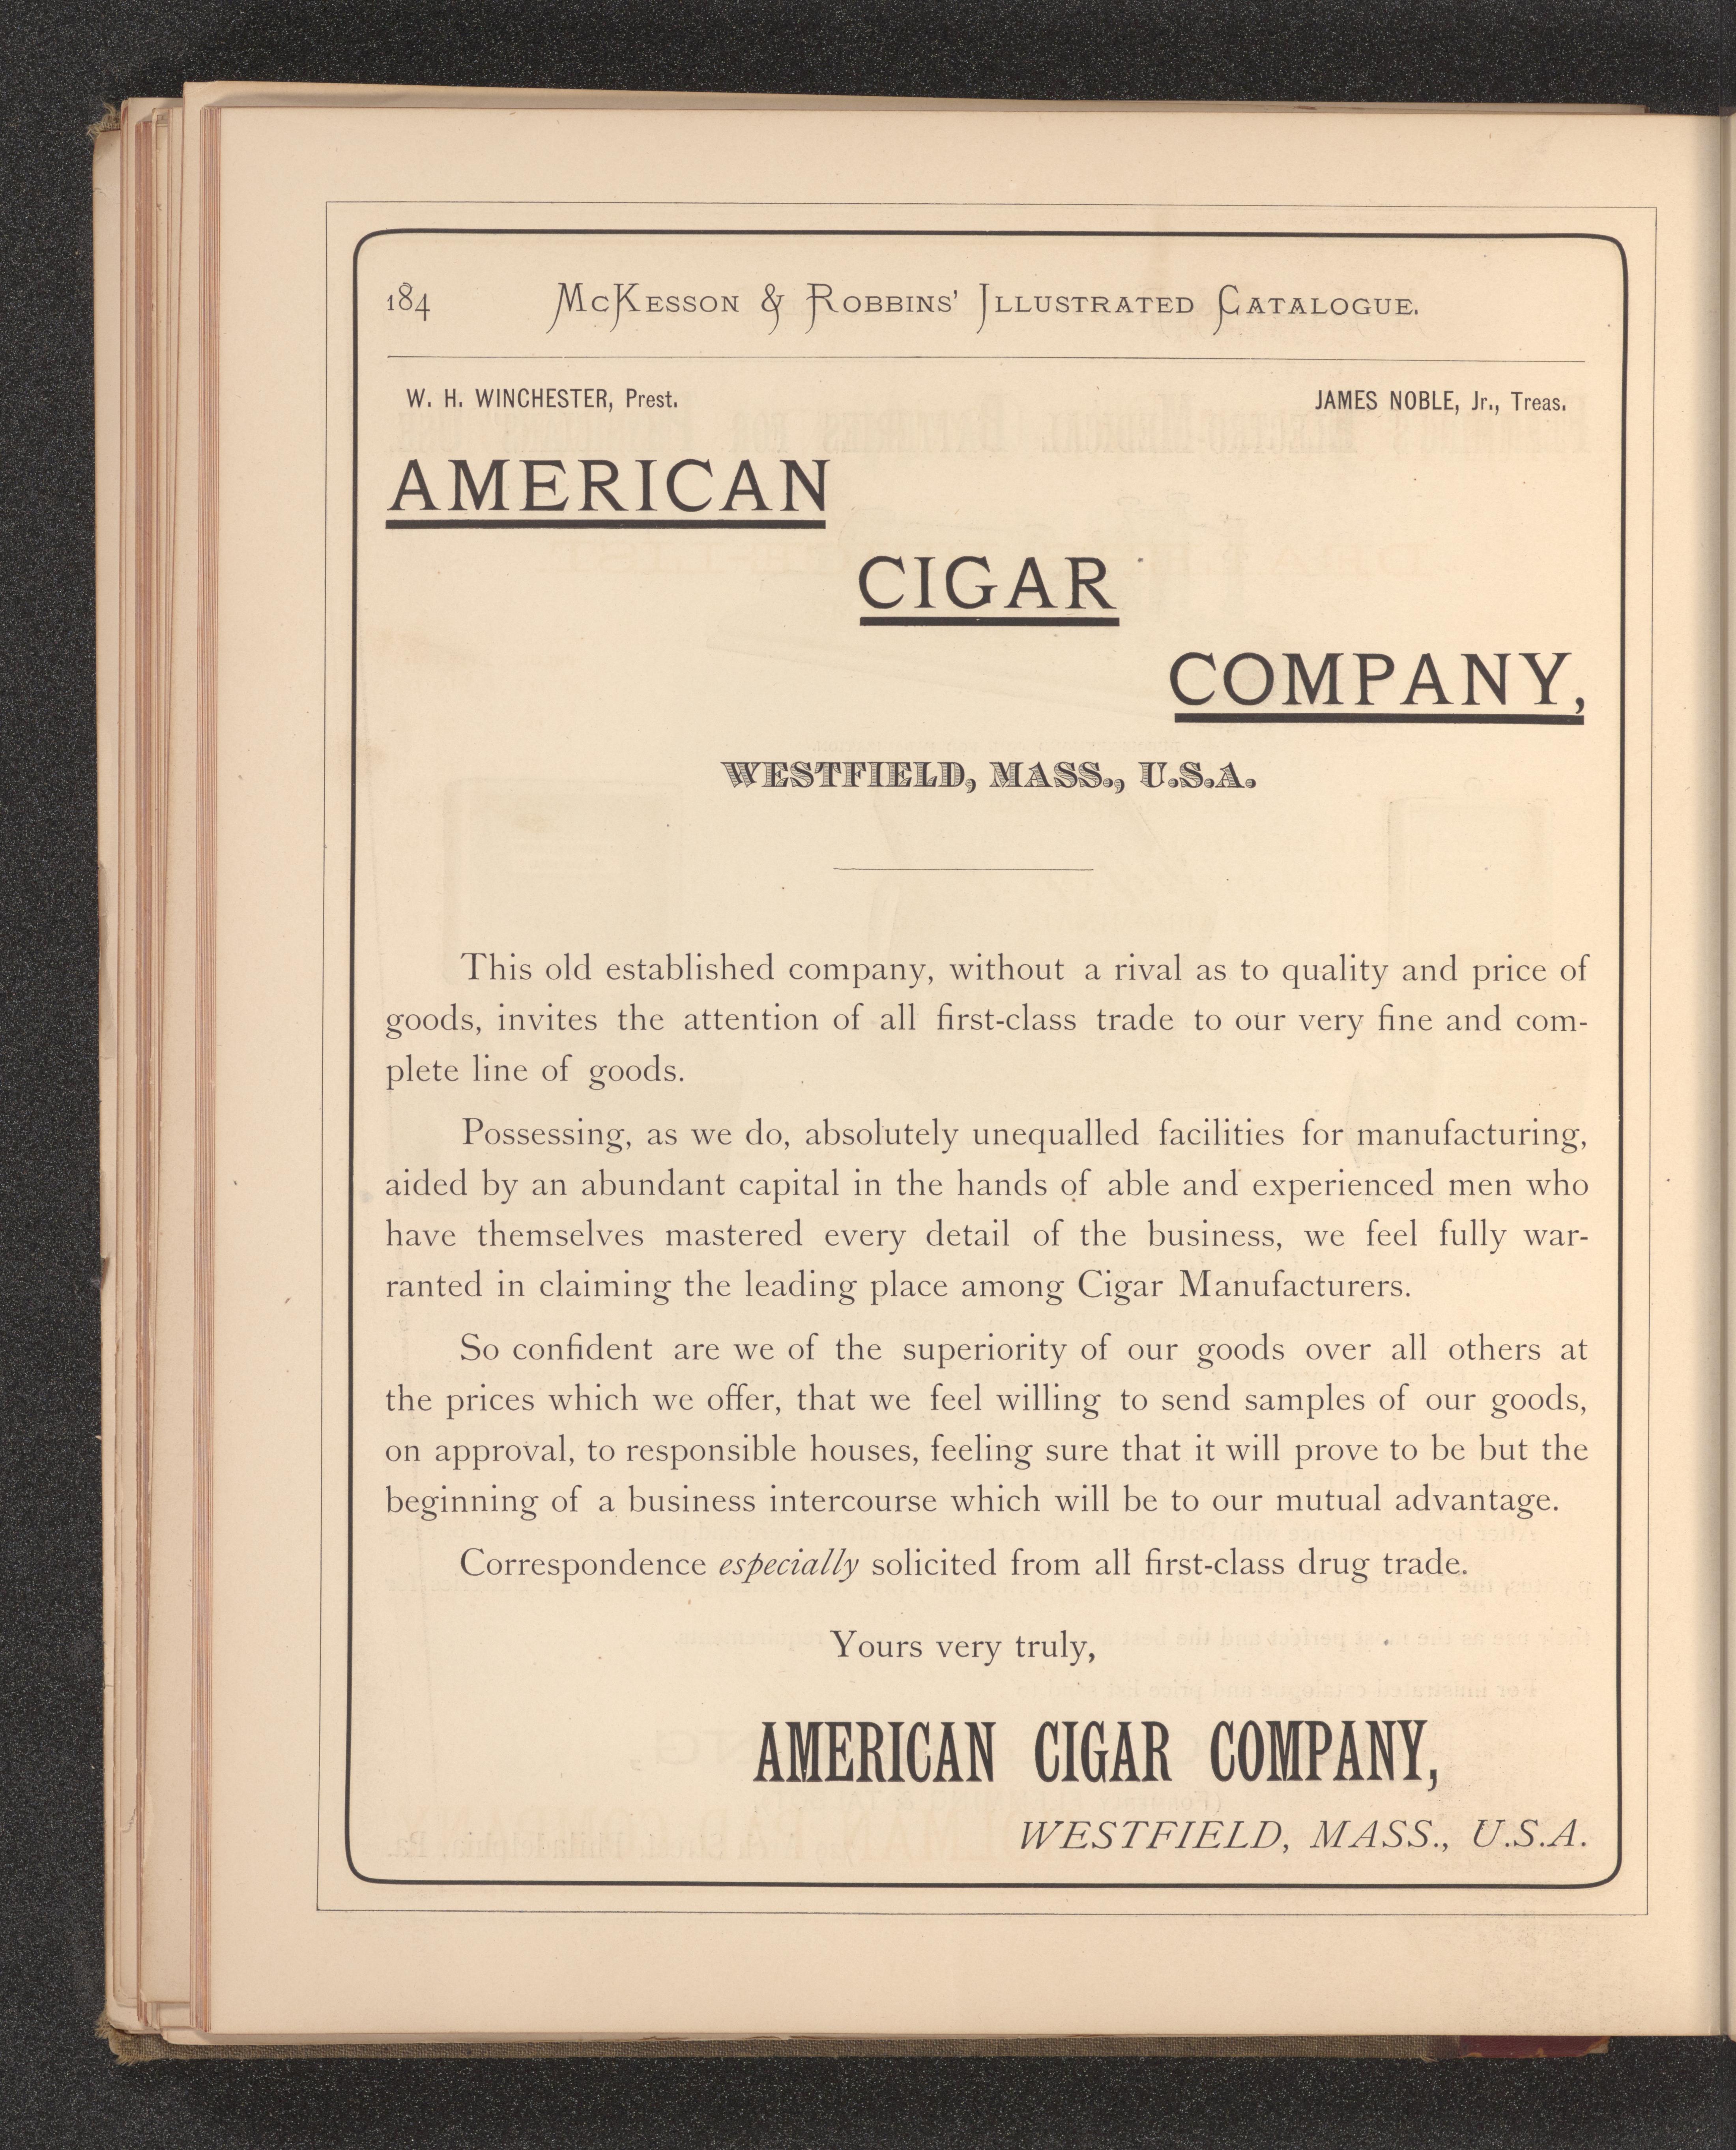 184 McKesson & Robbins' Illustrated Catalogue.
W. H. WINCHESTER, Prest. JAMES NOBLE, Jr., Treas.
AMERICAN
CIGAR
COMPANY,
WESTFIELD, MASS., U.S.A.
This old established company, without a rival as to quality and price of
goods, invites the attention of all first-class trade to our very fine and com-
plete line of goods.
Possessing, as we do, absolutely unequalled facilities for manufacturing,
aided by an abundant capital in the hands of able and experienced men who
have themselves mastered every detail of the business, we feel fully war-
ranted in claiming the leading place among Cigar Manufacturers.
So confident are we of the superiority of our goods over all others at
the prices which we offer, that we feel willing to send samples of our goods,
on approval, to responsible houses, feeling sure that it will prove to be but the
beginning of a business intercourse which will be to our mutual advantage.
Correspondence especially solicited from all first-class drug trade.
Yours very truly,
AMERICAN CIGAR COMPANY,
WESTFIELD, MASS., U.S.A.